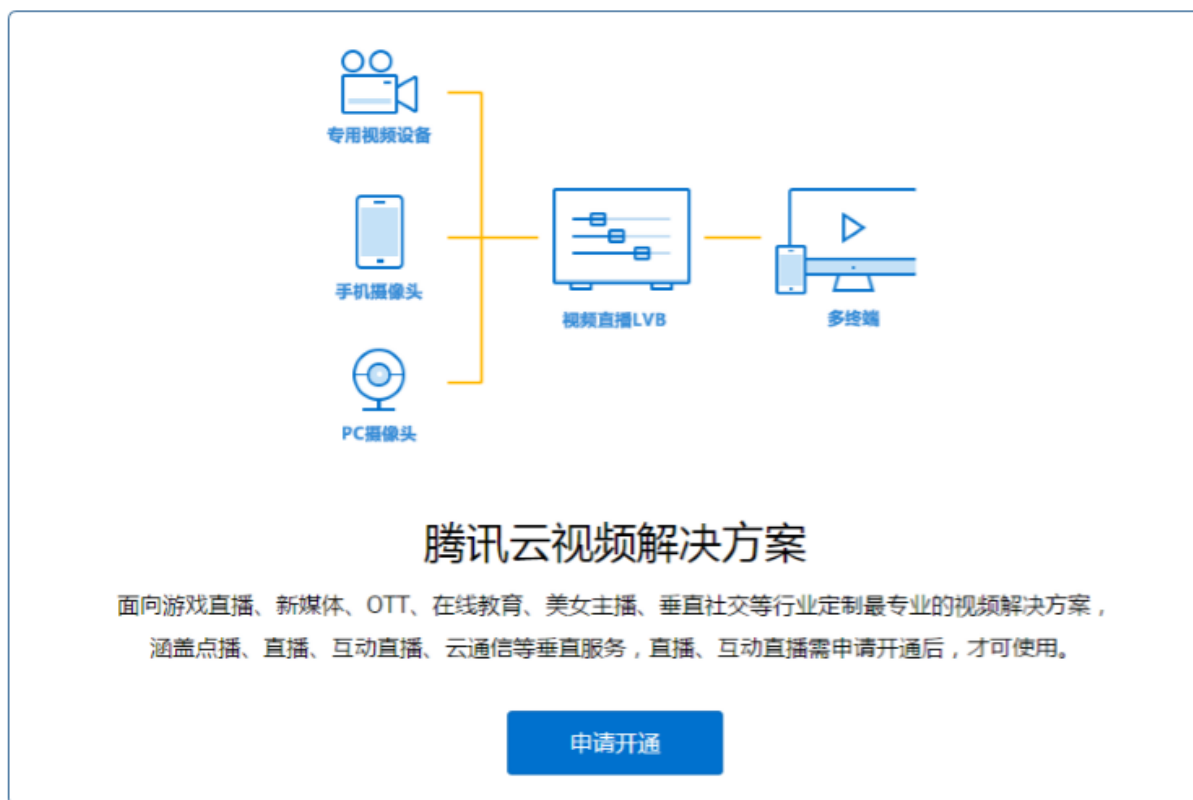 专用视频设备
手机摄像头
视频直播LVB
多终端
PC摄像头
腾讯云视频解决方案
面向游戏直播、新媒体、OTT、在线教育、美女主播、垂直社交等行业定制最专业的视频解决方案，
涵盖点播、直播、互动直播、云通信等垂直服务，直播、互动直播需申请开通后，才可使用。
申请开通